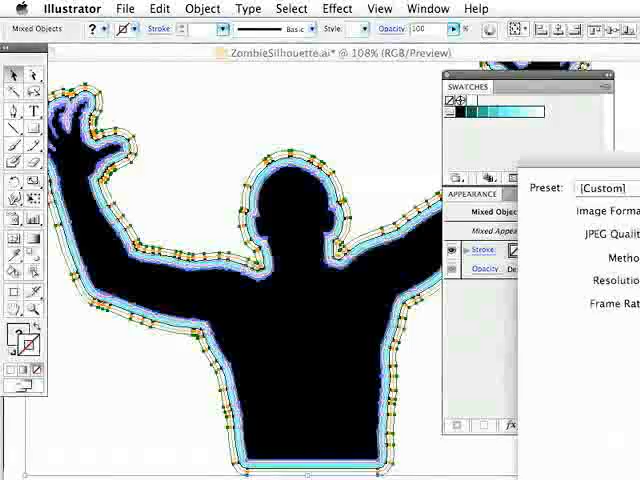 Illustrator File Edit Object Type Select Effect View Window Help
Mixed Objects ? Stroke: Basic Style: Opacity: 100
ZombieSilhouette.ai* @ 108% (RGB/Preview)
SWATCHES
Preset: [Custom]
APPEARANCE
Mixed Objec
Image Forma
Mixed Appea
JPEG Qualit
Stroke:
Metho
Opacity: De
Resolutio
Frame Rat
?
fx